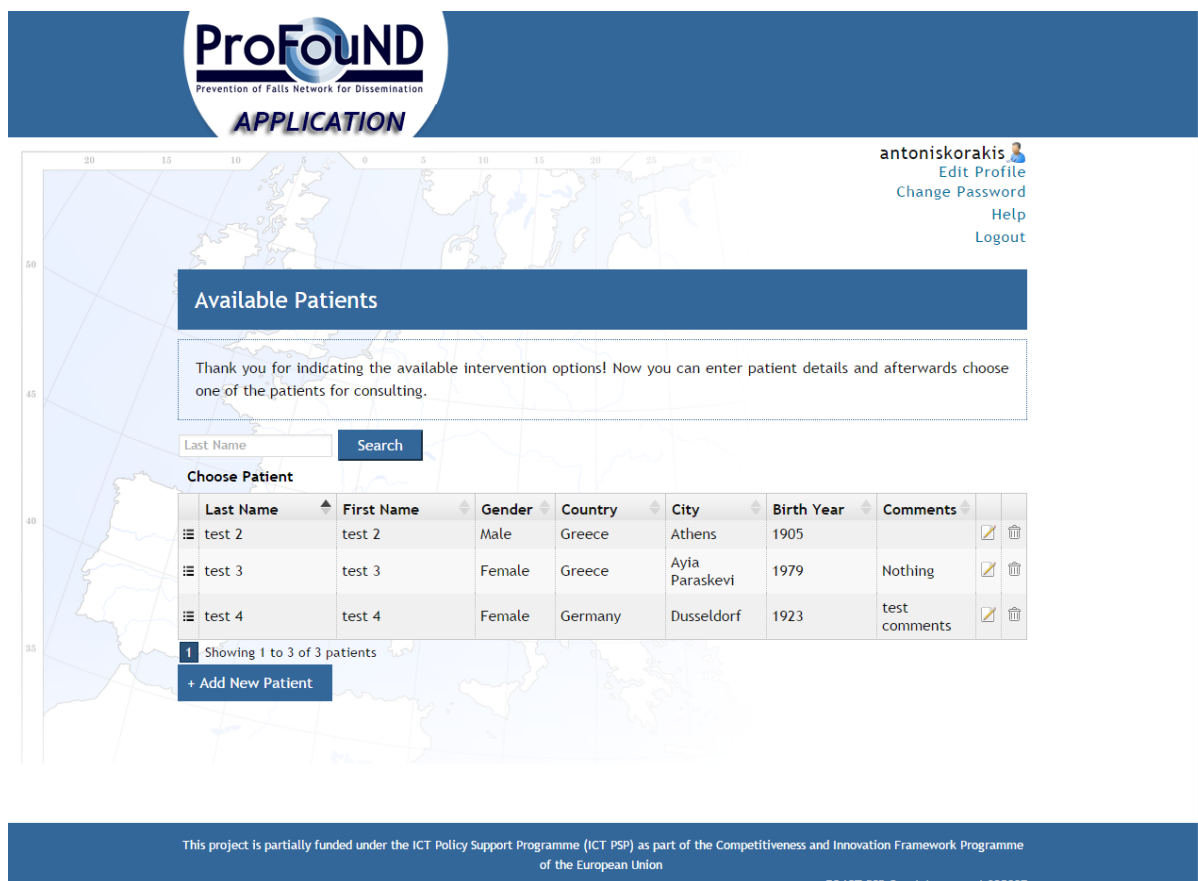 ProFouND
Prevention of Falls Network for Dissemination
APPLICATION
20 15 10 5 0 5 10 15 20 25
antoniskorakis
Edit Profile
Change Password
Help
Logout
50
Available Patients
Thank you for indicating the available intervention options! Now you can enter patient details and afterwards choose
one of the patients for consulting.
45
Last Name Search
Choose Patient
Last Name First Name Gender Country City Birth Year Comments
40
test 2 test 2 Male Greece Athens 1905
test 3 test 3 Female Greece Ayia
Paraskevi 1979 Nothing
test 4 test 4 Female Germany Dusseldorf 1923 test
comments
35
1 Showing 1 to 3 of 3 patients
+ Add New Patient
This project is partially funded under the ICT Policy Support Programme (ICT PSP) as part of the Competitiveness and Innovation Framework Programme
of the European Union